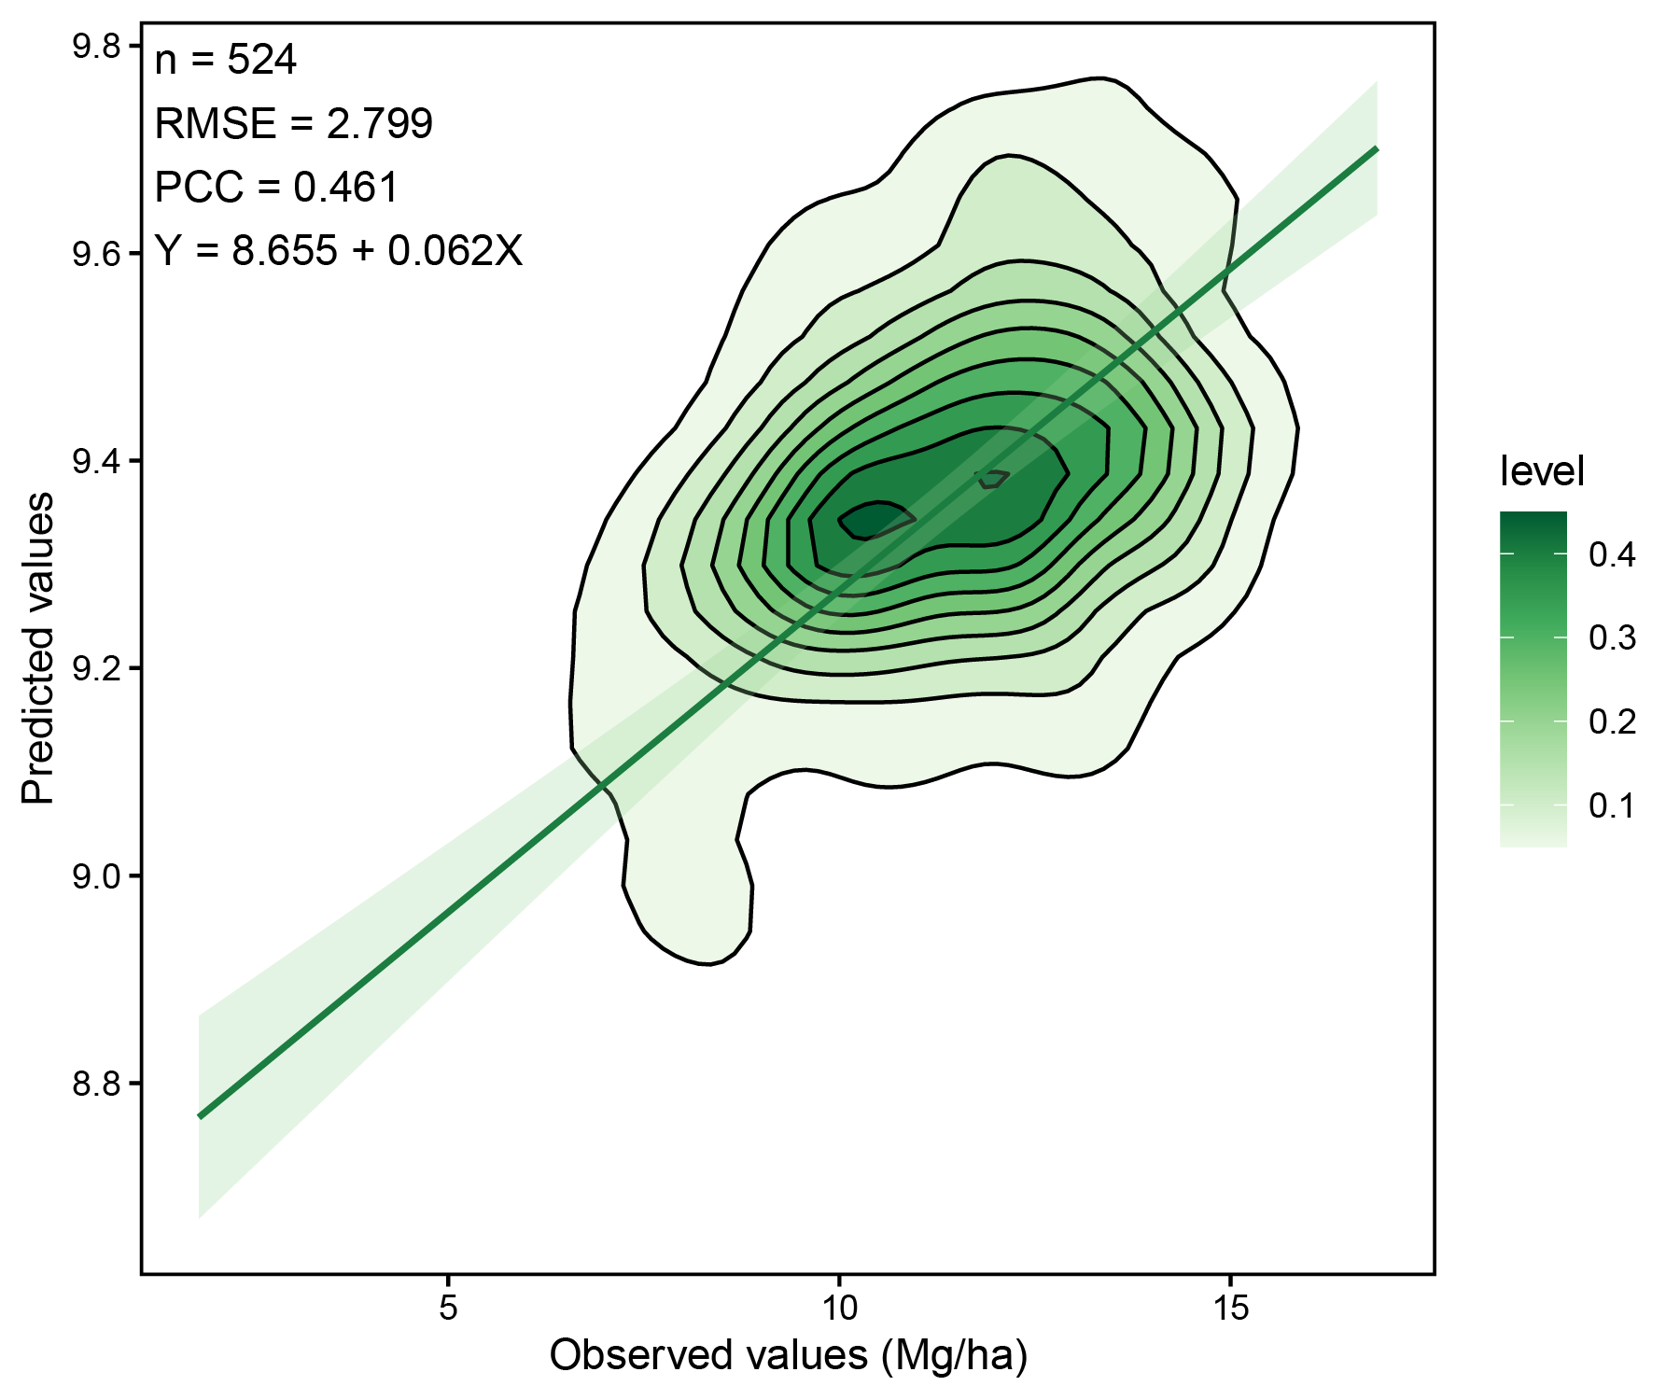 n = 524
RMSE = 2.799
PCC = 0.461
Y = 8.655 + 0.062X
9.8
9.6
9.4
9.2
9.0
8.8
Predicted values
5 10 15
Observed values (Mg/ha)
level
0.4
0.3
0.2
0.1